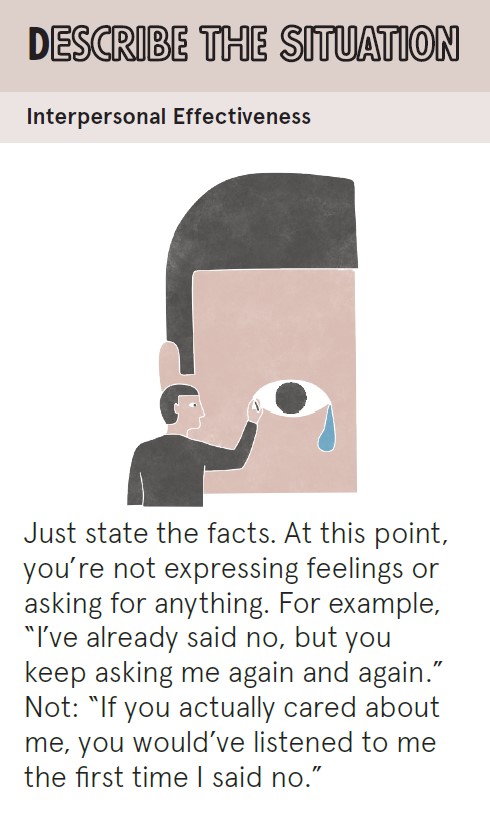 DESCRIBE THE SITUATION
Interpersonal Effectiveness
Just state the facts. At this point,
you’re not expressing feelings or
asking for anything. For example,
“I’ve already said no, but you
keep asking me again and again.”
Not: “If you actually cared about
me, you would’ve listened to me
the first time I said no.”